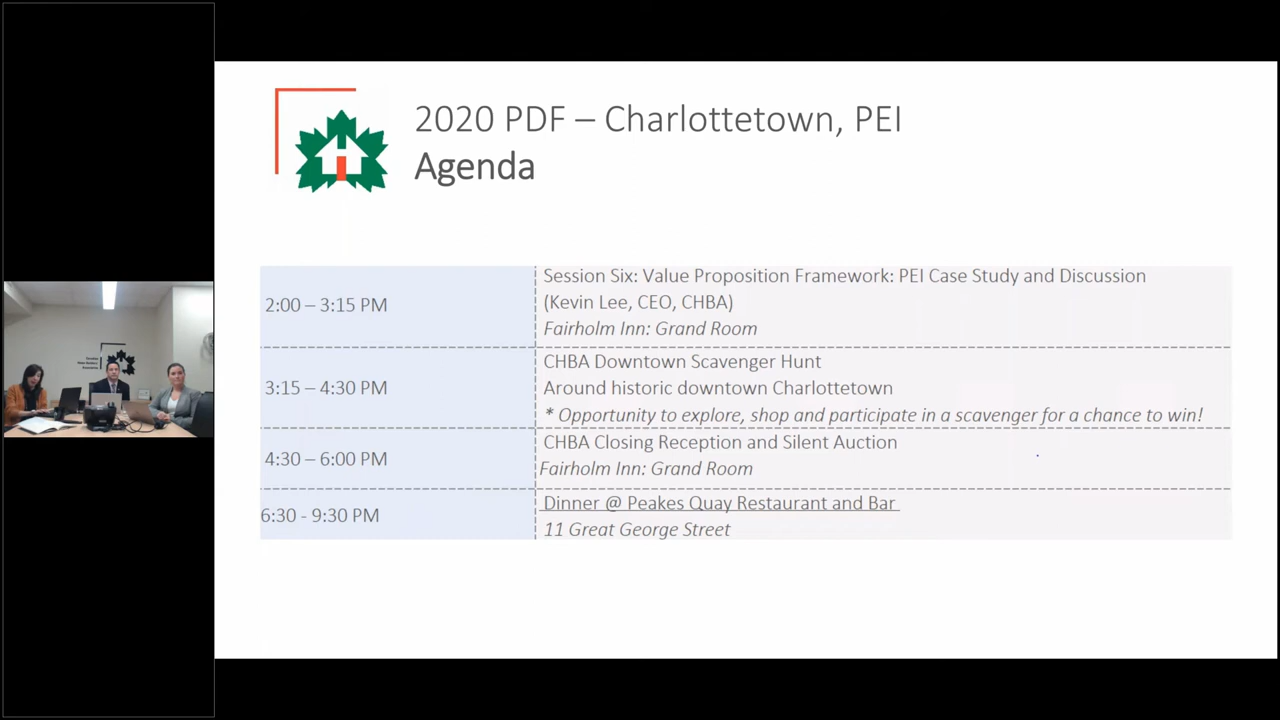 2020 PDF – Charlottetown, PEI
Agenda
2:00 – 3:15 PM
Session Six: Value Proposition Framework: PEI Case Study and Discussion
(Kevin Lee, CEO, CHBA)
Fairholm Inn: Grand Room
3:15 – 4:30 PM
CHBA Downtown Scavenger Hunt
Around historic downtown Charlottetown
* Opportunity to explore, shop and participate in a scavenger for a chance to win!
4:30 – 6:00 PM
CHBA Closing Reception and Silent Auction
Fairholm Inn: Grand Room
6:30 - 9:30 PM
Dinner @ Peakes Quay Restaurant and Bar
11 Great George Street